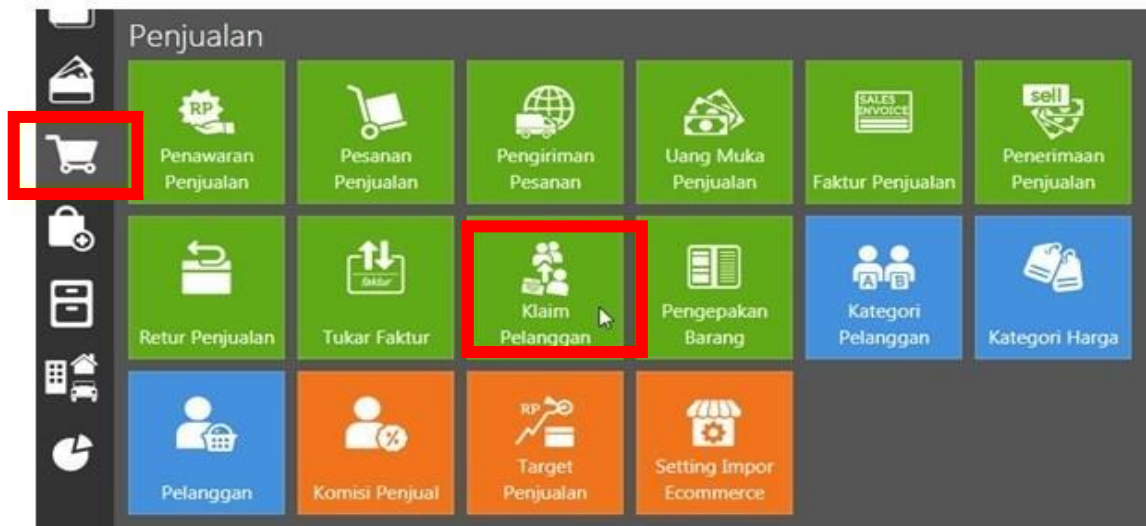 Penjualan
RP
Penawaran
Penjualan
Pesanan
Penjualan
Pengiriman
Pesanan
Uang Muka
Penjualan
SALES
INVOICE
Faktur Penjualan
sell
Penerimaan
Penjualan
Retur Penjualan
faktur
Tukar Faktur
Klaim
Pelanggan
Pengepakan
Barang
A B
Kategori
Pelanggan
Kategori Harga
Pelanggan
%
Komisi Penjual
RP
Target
Penjualan
Setting Impor
Ecommerce